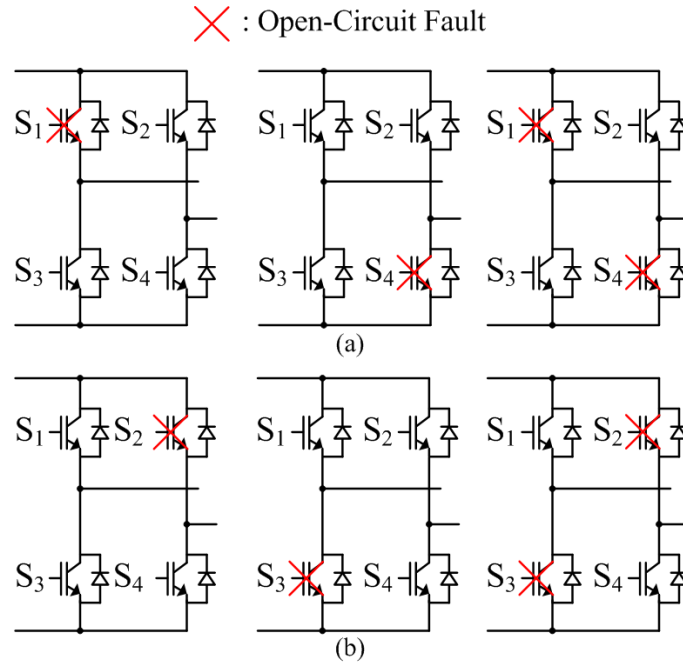 : Open-Circuit Fault
S₁ S₂ S₁ S₂ S₁ S₂
S₃ S₄ S₃ S₄ S₃ S₄
(a)
S₁ S₂ S₁ S₂ S₁ S₂
S₃ S₄ S₃ S₄ S₃ S₄
(b)